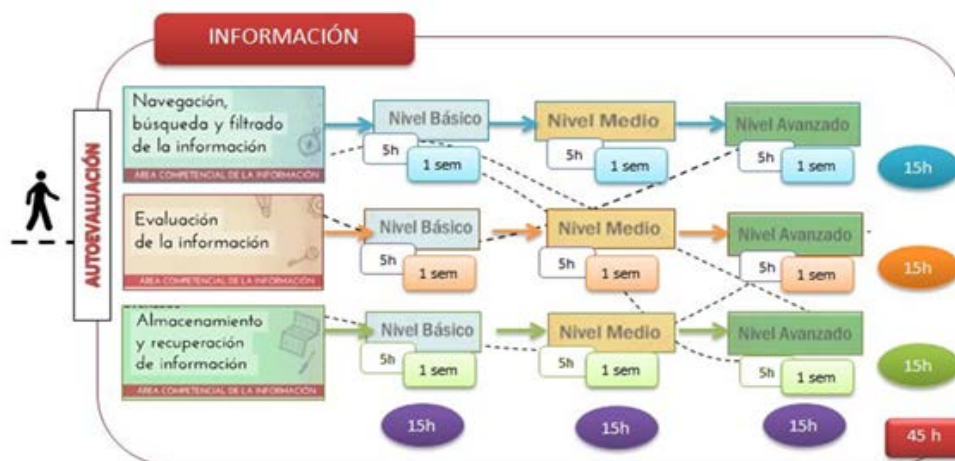 INFORMACIÓN
AUTOEVALUACIÓN
Navegación,
búsqueda y filtrado
de la información
ÁREA COMPETENCIAL DE LA INFORMACIÓN
Nivel Básico
5h
1 sem
Nivel Medio
5h
1 sem
Nivel Avanzado
5h
1 sem
15h
Evaluación
de la información
ÁREA COMPETENCIAL DE LA INFORMACIÓN
Nivel Básico
5h
1 sem
Nivel Medio
5h
1 sem
Nivel Avanzado
5h
1 sem
15h
Almacenamiento
y recuperación
de información
ÁREA COMPETENCIAL DE LA INFORMACIÓN
Nivel Básico
5h
1 sem
Nivel Medio
5h
1 sem
Nivel Avanzado
5h
1 sem
15h
15h
15h
15h
45 h